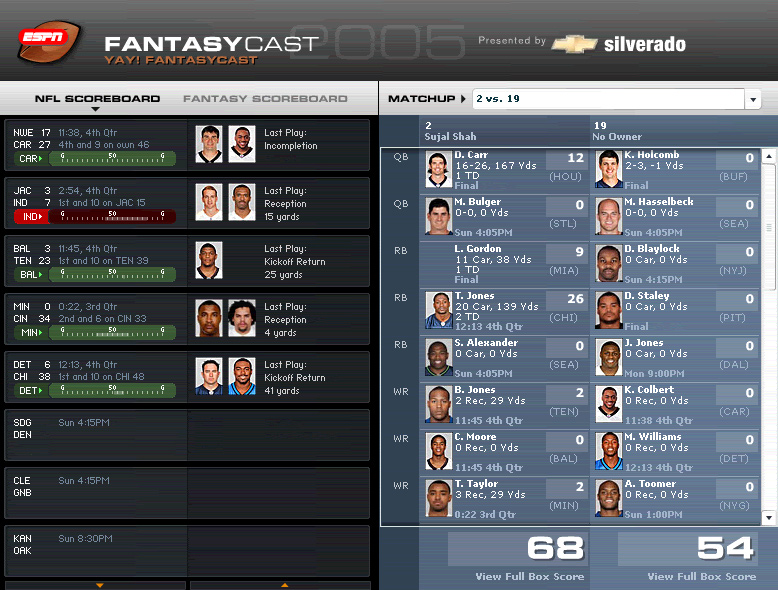 ESPN
FANTASYCAST 2005
YAY! FANTASYCAST
Presented by silverado
NFL SCOREBOARD FANTASY SCOREBOARD
MATCHUP 2 vs. 19
NWE 17 11:38, 4th Qtr
CAR 27 4th and 9 on own 46
CAR G 50 G
Last Play:
Incompletion
JAC 3 2:54, 4th Qtr
IND 7 1st and 10 on JAC 15
IND G 50 G
Last Play:
Reception
15 yards
BAL 3 11:45, 4th Qtr
TEN 23 1st and 10 on TEN 39
BAL G 50 G
Last Play:
Kickoff Return
25 yards
MIN 0 0:22, 3rd Qtr
CIN 34 2nd and 6 on CIN 33
MIN G 50 G
Last Play:
Reception
4 yards
DET 6 12:13, 4th Qtr
CHI 38 1st and 10 on CHI 48
DET G 50 G
Last Play:
Kickoff Return
41 yards
SDG Sun 4:15PM
DEN
CLE Sun 4:15PM
GNB
KAN Sun 8:30PM
OAK
2
Sujal Shah
19
No Owner
QB
D. Carr 12
16-26, 167 Yds
1 TD (HOU)
Final
K. Holcomb 0
2-3, -1 Yds
(BUF)
Final
QB
M. Bulger 0
0-0, 0 Yds
(STL)
Sun 4:05PM
M. Hasselbeck 0
0-0, 0 Yds
(SEA)
Sun 4:05PM
RB
L. Gordon 9
11 Car, 38 Yds
1 TD (MIA)
Final
D. Blaylock 0
0 Car, 0 Yds
(NYJ)
Sun 4:15PM
RB
T. Jones 26
20 Car, 139 Yds
2 TD (CHI)
12:13 4th Qtr
D. Staley 0
0 Car, 0 Yds
(PIT)
Final
RB
S. Alexander 0
0 Car, 0 Yds
(SEA)
Sun 4:05PM
J. Jones 0
0 Car, 0 Yds
(DAL)
Mon 9:00PM
WR
B. Jones 2
2 Rec, 29 Yds
(TEN)
11:45 4th Qtr
K. Colbert 0
0 Rec, 0 Yds
(CAR)
11:38 4th Qtr
WR
C. Moore 0
0 Rec, 0 Yds
(BAL)
11:45 4th Qtr
M. Williams 0
0 Rec, 0 Yds
(DET)
12:13 4th Qtr
WR
T. Taylor 2
3 Rec, 29 Yds
(MIN)
0:22 3rd Qtr
A. Toomer 0
0 Rec, 0 Yds
(NYG)
Sun 1:00PM
68 54
View Full Box Score View Full Box Score